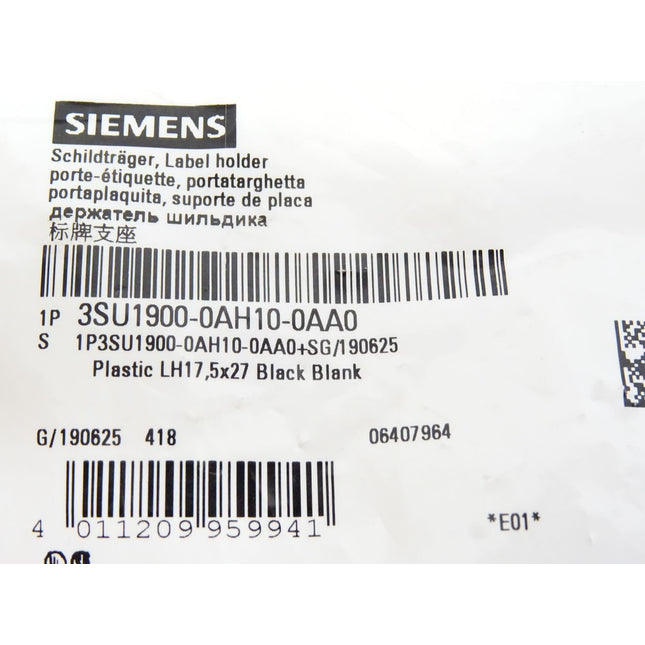 SIEMENS
Schildträger, Label holder
porte-étiquette, portatarghetta
portaplaquita, suporte de placa
держатель шильдика
标牌支座
1P 3SU1900-0AH10-0AA0
S 1P3SU1900-0AH10-0AA0+SG/190625
Plastic LH17,5x27 Black Blank
G/190625 418 06407964
4 011209 959941
*E01*